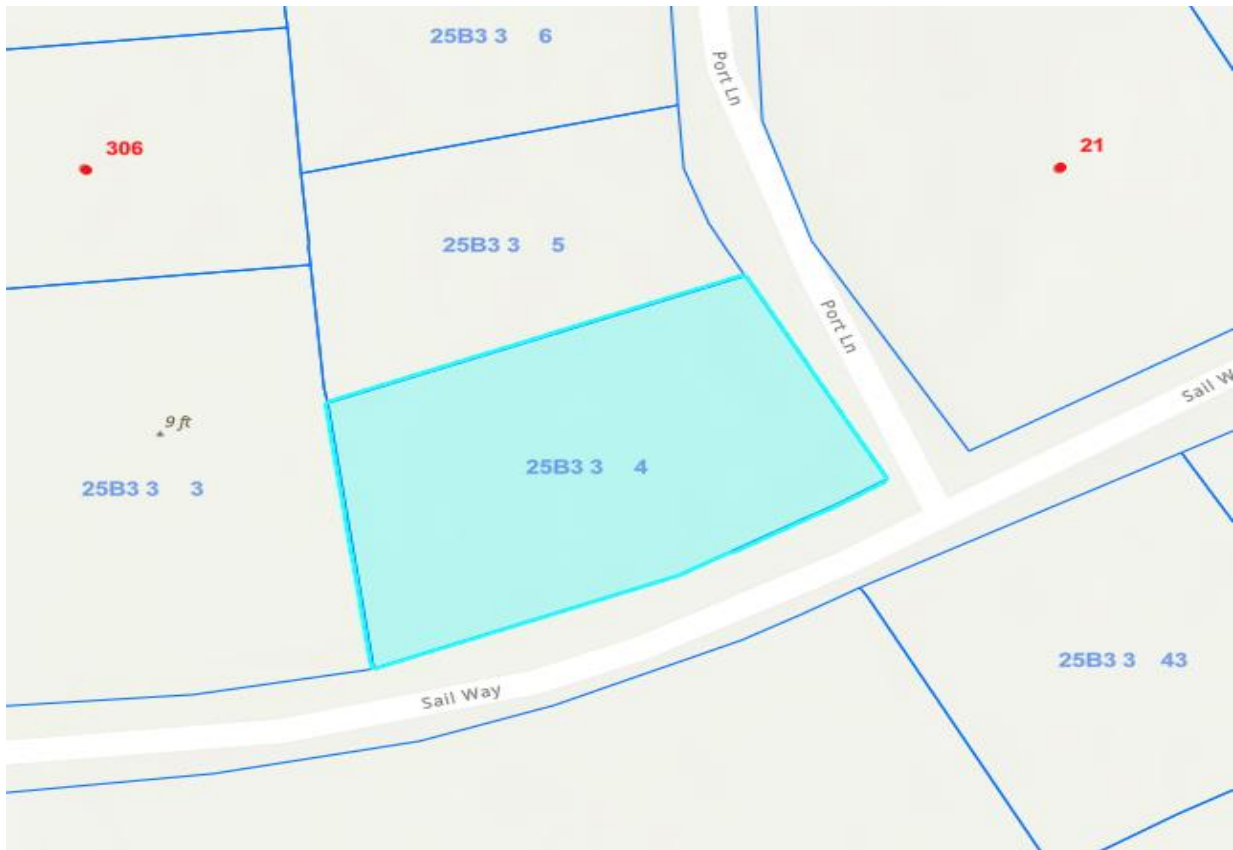 25B3 3 6
Port Ln
306
21
25B3 3 5
Port Ln
Sail W
9 ft
25B3 3 4
25B3 3 3
25B3 3 43
Sail Way